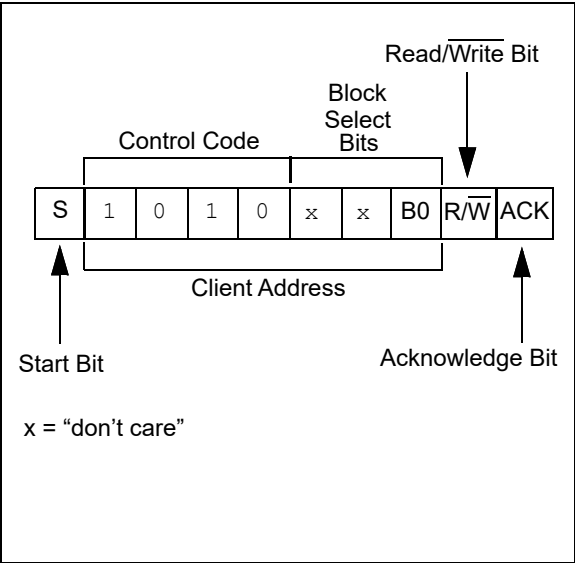 Read/Write Bit
Block
Select
Bits
Control Code
S 1 0 1 0 x x B0 R/W ACK
Client Address
Start Bit
Acknowledge Bit
x = “don’t care”